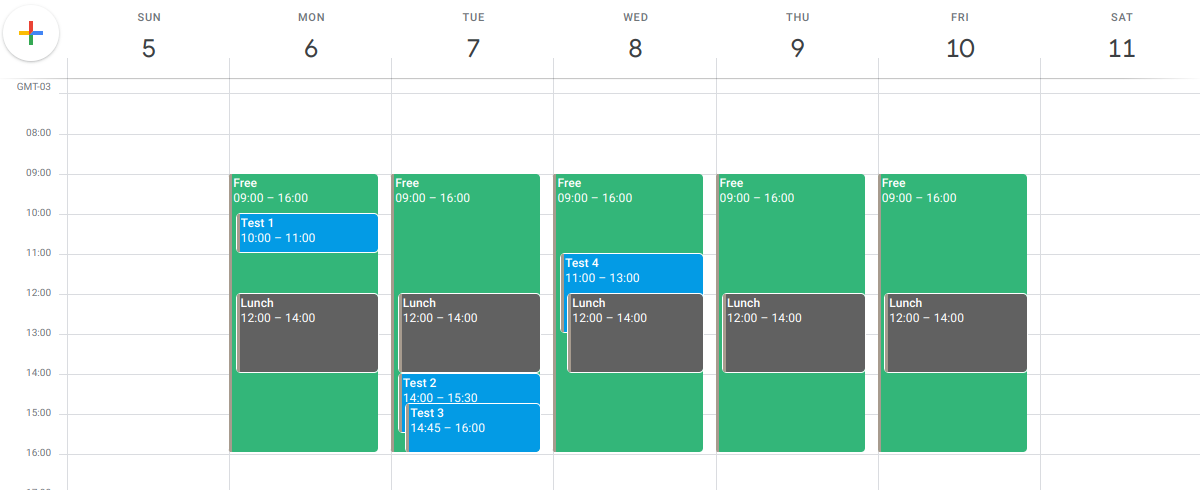 SUN MON TUE WED THU FRI SAT
5 6 7 8 9 10 11
GMT-03
08:00
09:00
10:00
11:00
12:00
13:00
14:00
15:00
16:00
Free
09:00 – 16:00
Test 1
10:00 – 11:00
Lunch
12:00 – 14:00
Free
09:00 – 16:00
Lunch
12:00 – 14:00
Test 2
14:00 – 15:30
Test 3
14:45 – 16:00
Free
09:00 – 16:00
Test 4
11:00 – 13:00
Lunch
12:00 – 14:00
Free
09:00 – 16:00
Lunch
12:00 – 14:00
Free
09:00 – 16:00
Lunch
12:00 – 14:00